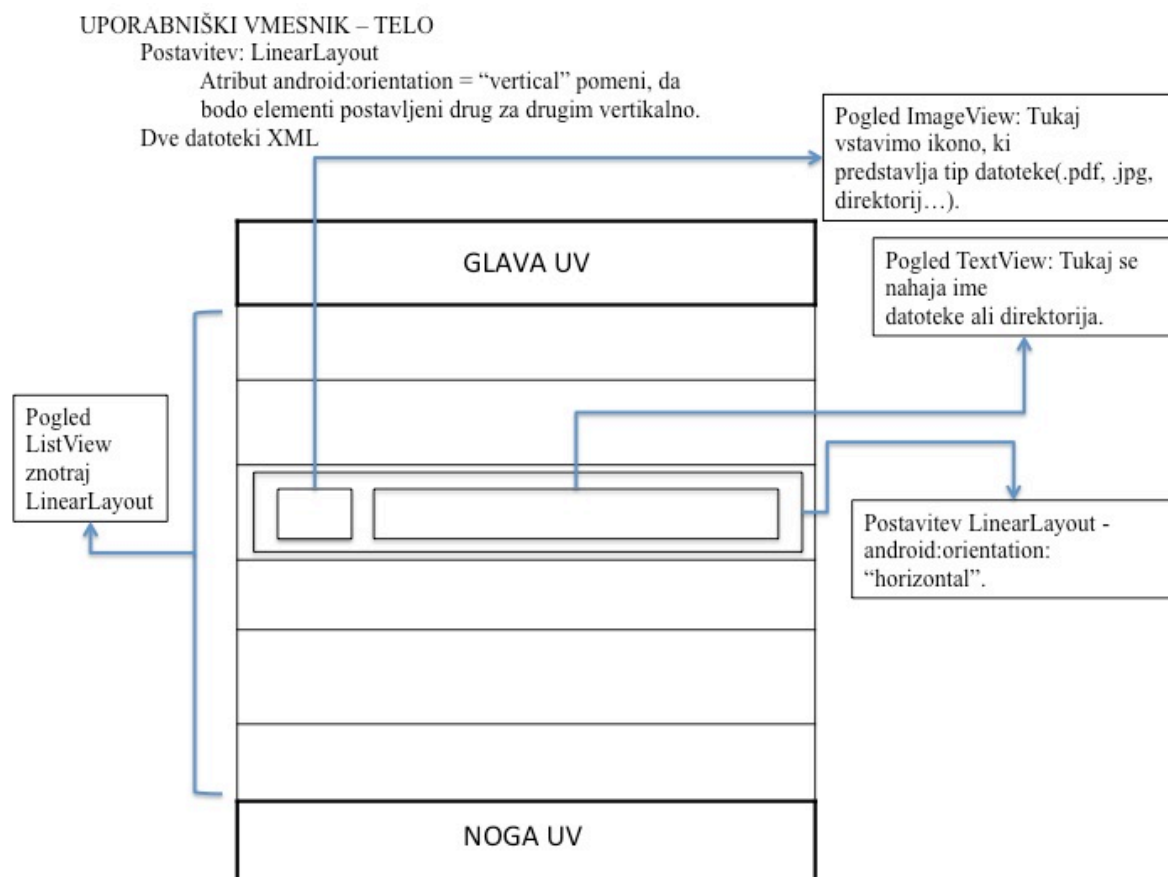 UPORABNIŠKI VMESNIK – TELO
Postavitev: LinearLayout
Atribut android:orientation = “vertical” pomeni, da
bodo elementi postavljeni drug za drugim vertikalno.
Dve datoteki XML
Pogled ImageView: Tukaj
vstavimo ikono, ki
predstavlja tip datoteke(.pdf, .jpg,
direktorij…).
GLAVA UV
Pogled TextView: Tukaj se
nahaja ime
datoteke ali direktorija.
Pogled
ListView
znotraj
LinearLayout
Postavitev LinearLayout -
android:orientation:
“horizontal”.
NOGA UV